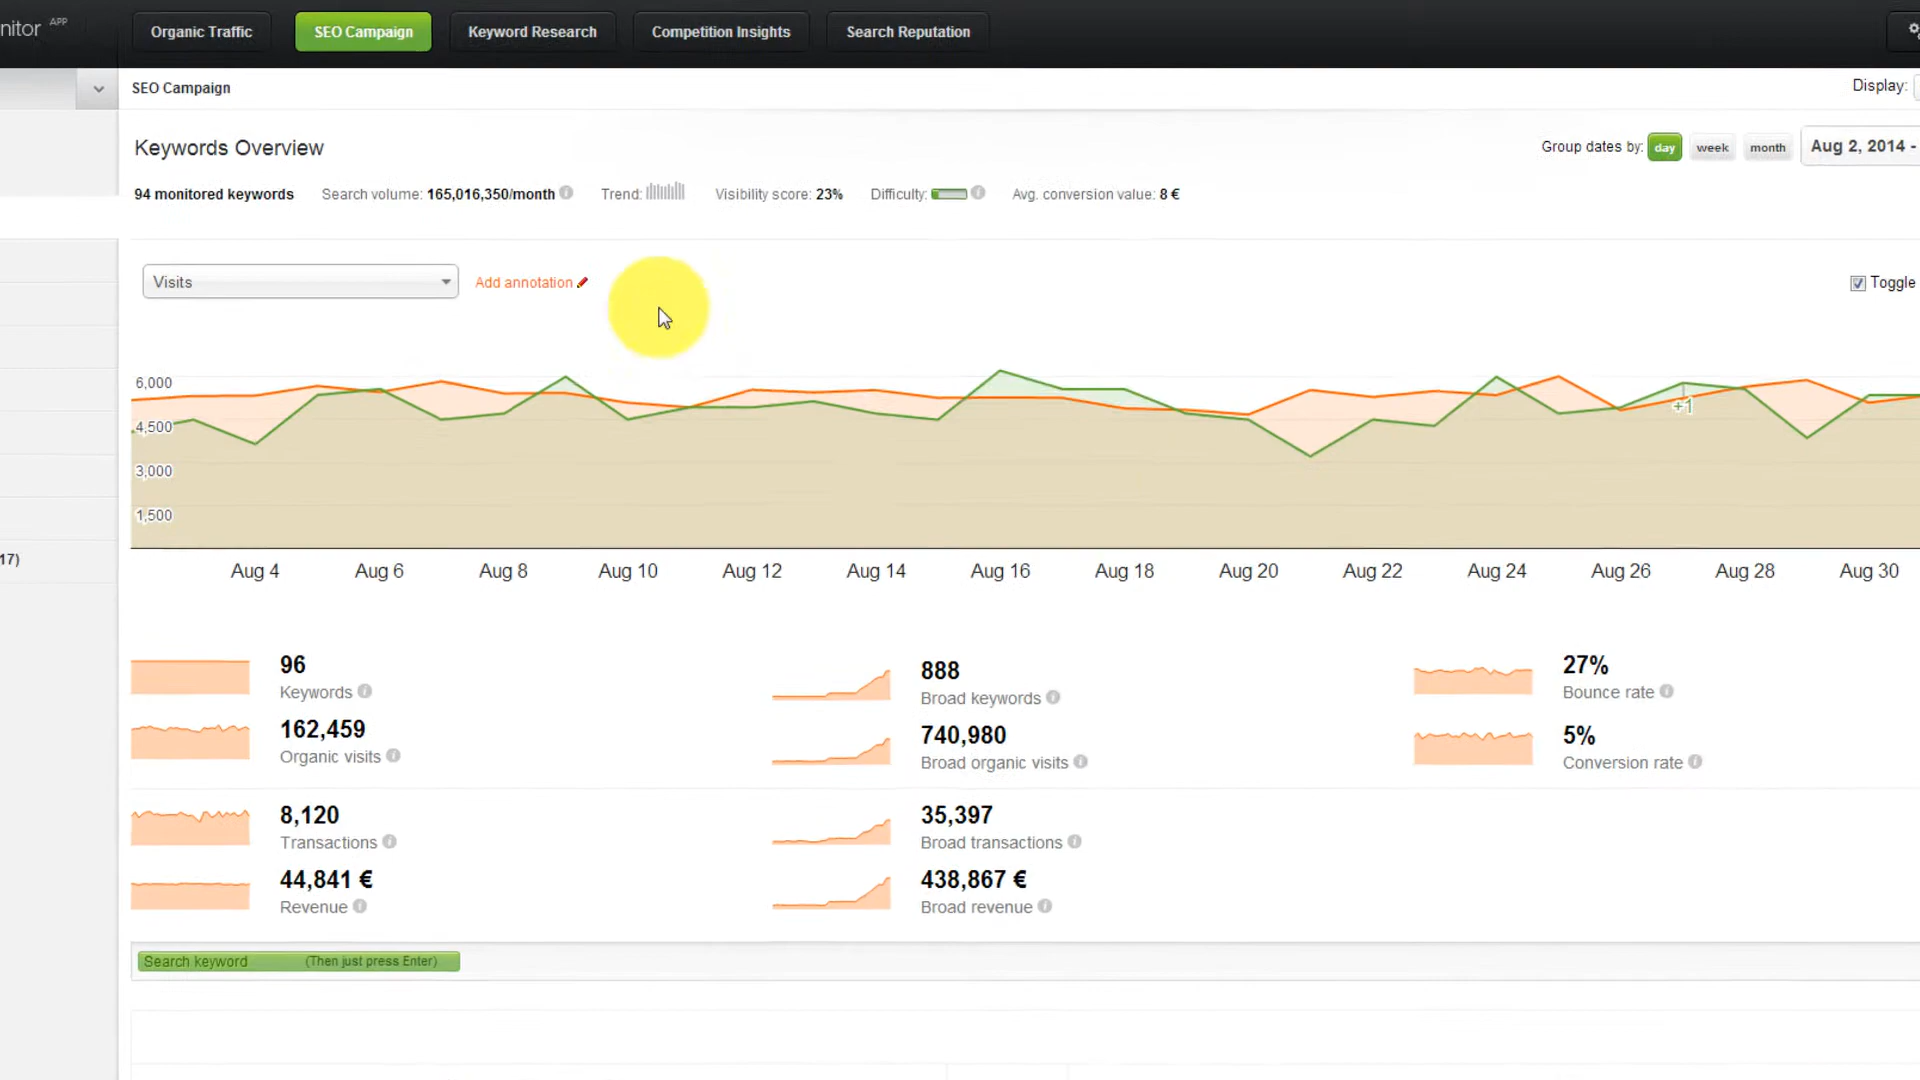 nitor APP
Organic Traffic
SEO Campaign
Keyword Research
Competition Insights
Search Reputation
SEO Campaign
Display:
Keywords Overview
Group dates by: day week month
Aug 2, 2014 -
94 monitored keywords
Search volume: 165,016,350/month
Trend:
Visibility score: 23%
Difficulty:
Avg. conversion value: 8 €
Visits
Add annotation
Toggle
6,000
4,500
3,000
1,500
+1
Aug 4
Aug 6
Aug 8
Aug 10
Aug 12
Aug 14
Aug 16
Aug 18
Aug 20
Aug 22
Aug 24
Aug 26
Aug 28
Aug 30
17)
96
Keywords
888
Broad keywords
27%
Bounce rate
162,459
Organic visits
740,980
Broad organic visits
5%
Conversion rate
8,120
Transactions
35,397
Broad transactions
44,841 €
Revenue
438,867 €
Broad revenue
Search keyword (Then just press Enter)